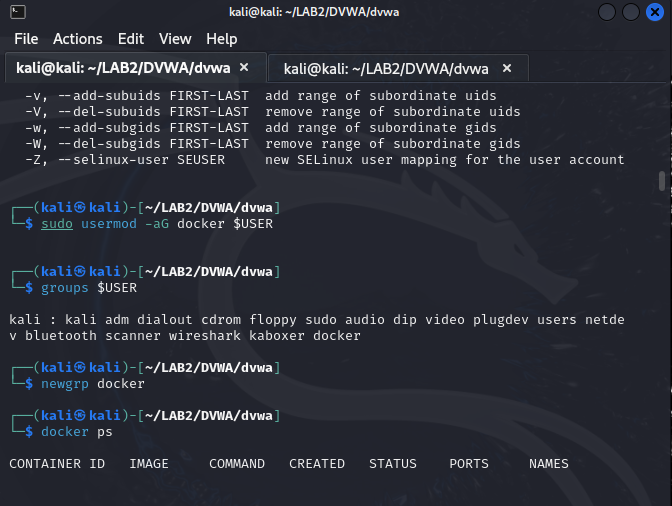 kali@kali: ~/LAB2/DVWA/dvwa
File Actions Edit View Help
kali@kali: ~/LAB2/DVWA/dvwa × kali@kali: ~/LAB2/DVWA/dvwa ×
-v, --add-subuids FIRST-LAST add range of subordinate uids
-V, --del-subuids FIRST-LAST remove range of subordinate uids
-w, --add-subgids FIRST-LAST add range of subordinate gids
-W, --del-subgids FIRST-LAST remove range of subordinate gids
-Z, --selinux-user SEUSER new SELinux user mapping for the user account
┌──(kali㉿kali)-[~/LAB2/DVWA/dvwa]
└─$ sudo usermod -aG docker $USER
┌──(kali㉿kali)-[~/LAB2/DVWA/dvwa]
└─$ groups $USER
kali : kali adm dialout cdrom floppy sudo audio dip video plugdev users netde
v bluetooth scanner wireshark kaboxer docker
┌──(kali㉿kali)-[~/LAB2/DVWA/dvwa]
└─$ newgrp docker
┌──(kali㉿kali)-[~/LAB2/DVWA/dvwa]
└─$ docker ps
CONTAINER ID IMAGE COMMAND CREATED STATUS PORTS NAMES